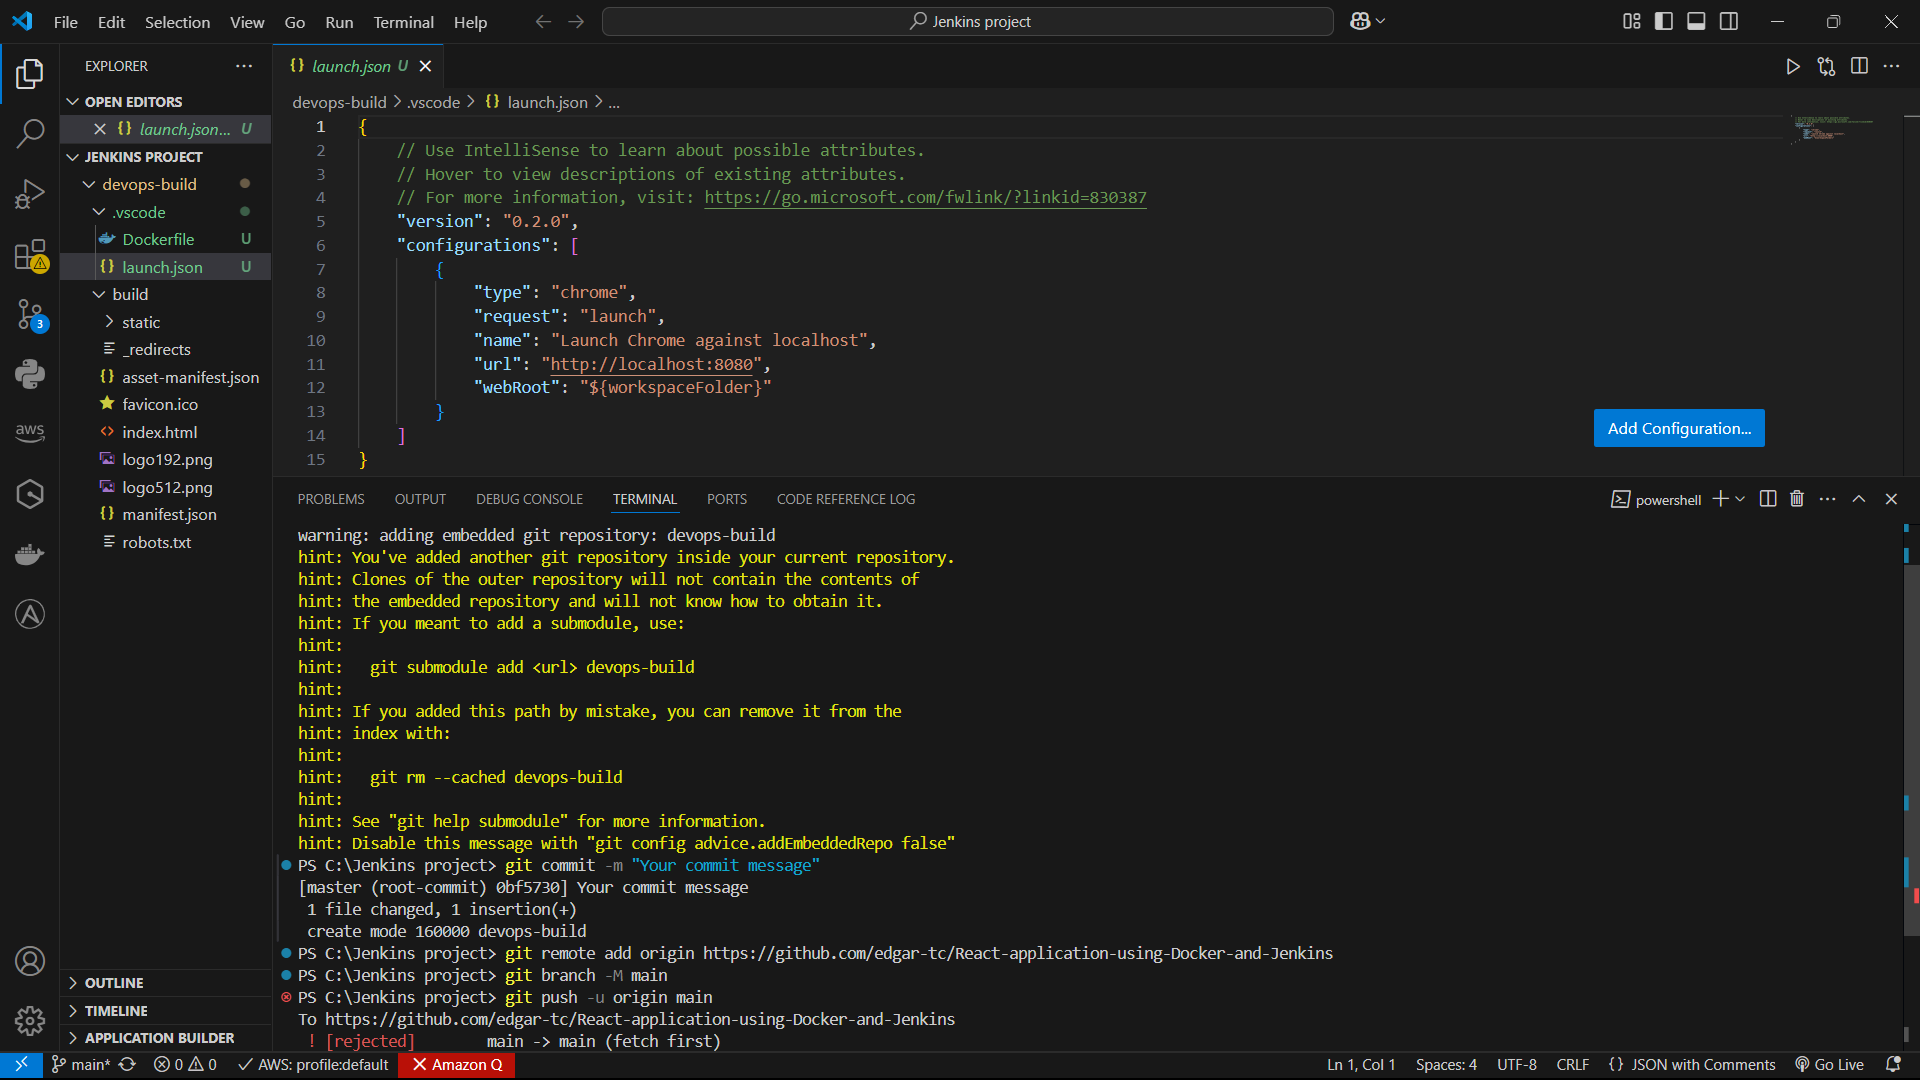 File Edit Selection View Go Run Terminal Help
Jenkins project
EXPLORER
OPEN EDITORS
launch.json... U
JENKINS PROJECT
devops-build
.vscode
Dockerfile U
launch.json U
build
static
_redirects
asset-manifest.json
favicon.ico
index.html
logo192.png
logo512.png
manifest.json
robots.txt
OUTLINE
TIMELINE
APPLICATION BUILDER
3
aws
launch.json U
devops-build > .vscode > {} launch.json > ...
1 {
2 // Use IntelliSense to learn about possible attributes.
3 // Hover to view descriptions of existing attributes.
4 // For more information, visit: https://go.microsoft.com/fwlink/?linkid=830387
5 "version": "0.2.0",
6 "configurations": [
7 {
8 "type": "chrome",
9 "request": "launch",
10 "name": "Launch Chrome against localhost",
11 "url": "http://localhost:8080",
12 "webRoot": "${workspaceFolder}"
13 }
14 ]
15 }
Add Configuration...
PROBLEMS OUTPUT DEBUG CONSOLE TERMINAL PORTS CODE REFERENCE LOG
powershell
warning: adding embedded git repository: devops-build
hint: You've added another git repository inside your current repository.
hint: Clones of the outer repository will not contain the contents of
hint: the embedded repository and will not know how to obtain it.
hint: If you meant to add a submodule, use:
hint:
hint: git submodule add <url> devops-build
hint:
hint: If you added this path by mistake, you can remove it from the
hint: index with:
hint:
hint: git rm --cached devops-build
hint:
hint: See "git help submodule" for more information.
hint: Disable this message with "git config advice.addEmbeddedRepo false"
PS C:\Jenkins project> git commit -m "Your commit message"
[master (root-commit) 0bf5730] Your commit message
1 file changed, 1 insertion(+)
create mode 160000 devops-build
PS C:\Jenkins project> git remote add origin https://github.com/edgar-tc/React-application-using-Docker-and-Jenkins
PS C:\Jenkins project> git branch -M main
PS C:\Jenkins project> git push -u origin main
To https://github.com/edgar-tc/React-application-using-Docker-and-Jenkins
! [rejected] main -> main (fetch first)
main* 0 0 AWS: profile:default Amazon Q Ln 1, Col 1 Spaces: 4 UTF-8 CRLF {} JSON with Comments Go Live